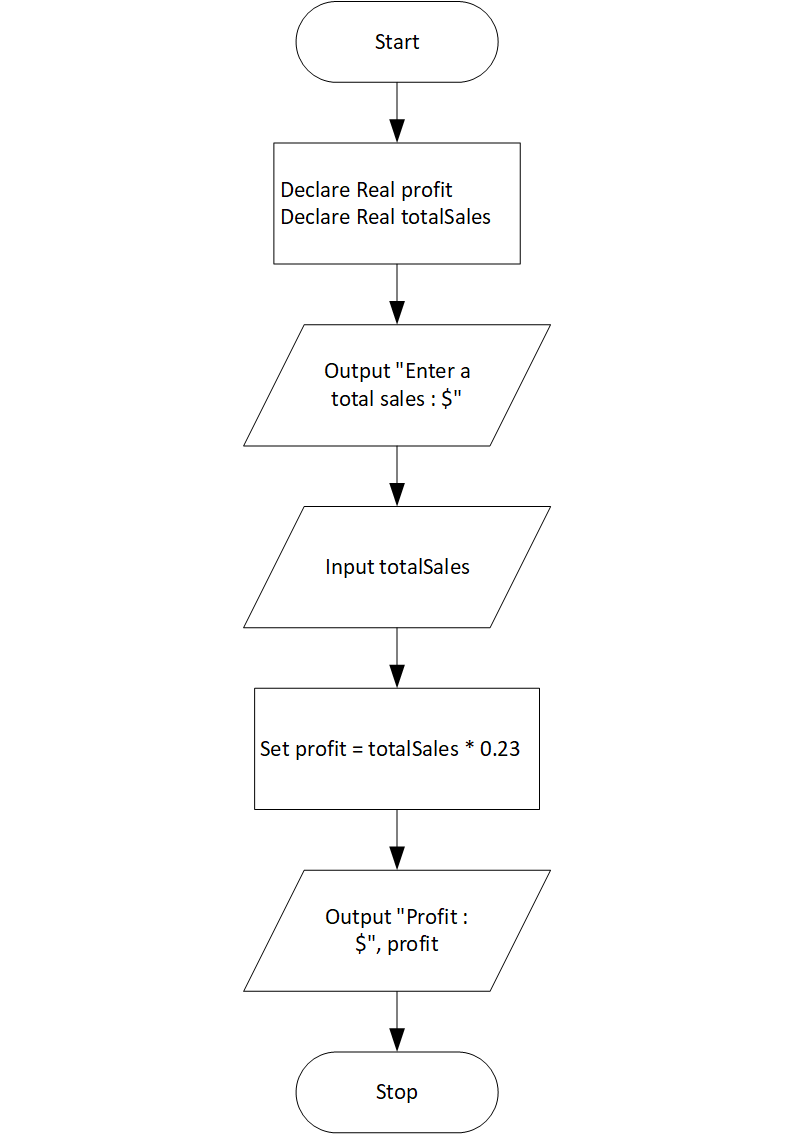 Start
Declare Real profit
Declare Real totalSales
Output "Enter a
total sales : $"
Input totalSales
Set profit = totalSales * 0.23
Output "Profit :
$", profit
Stop